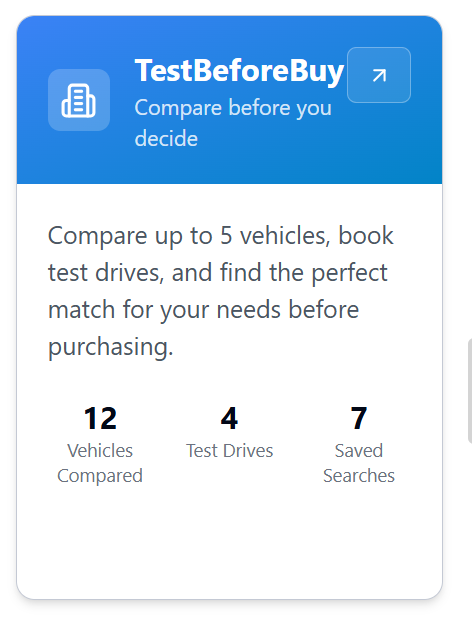 TestBeforeBuy
Compare before you
decide
Compare up to 5 vehicles, book
test drives, and find the perfect
match for your needs before
purchasing.
12
Vehicles
Compared
4
Test Drives
7
Saved
Searches